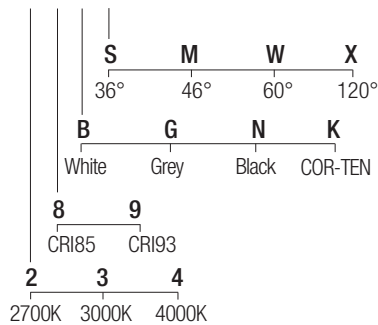 S M W X
36° 46° 60° 120°
B G N K
White Grey Black COR-TEN
8 9
CRI85 CRI93
2 3 4
2700K 3000K 4000K